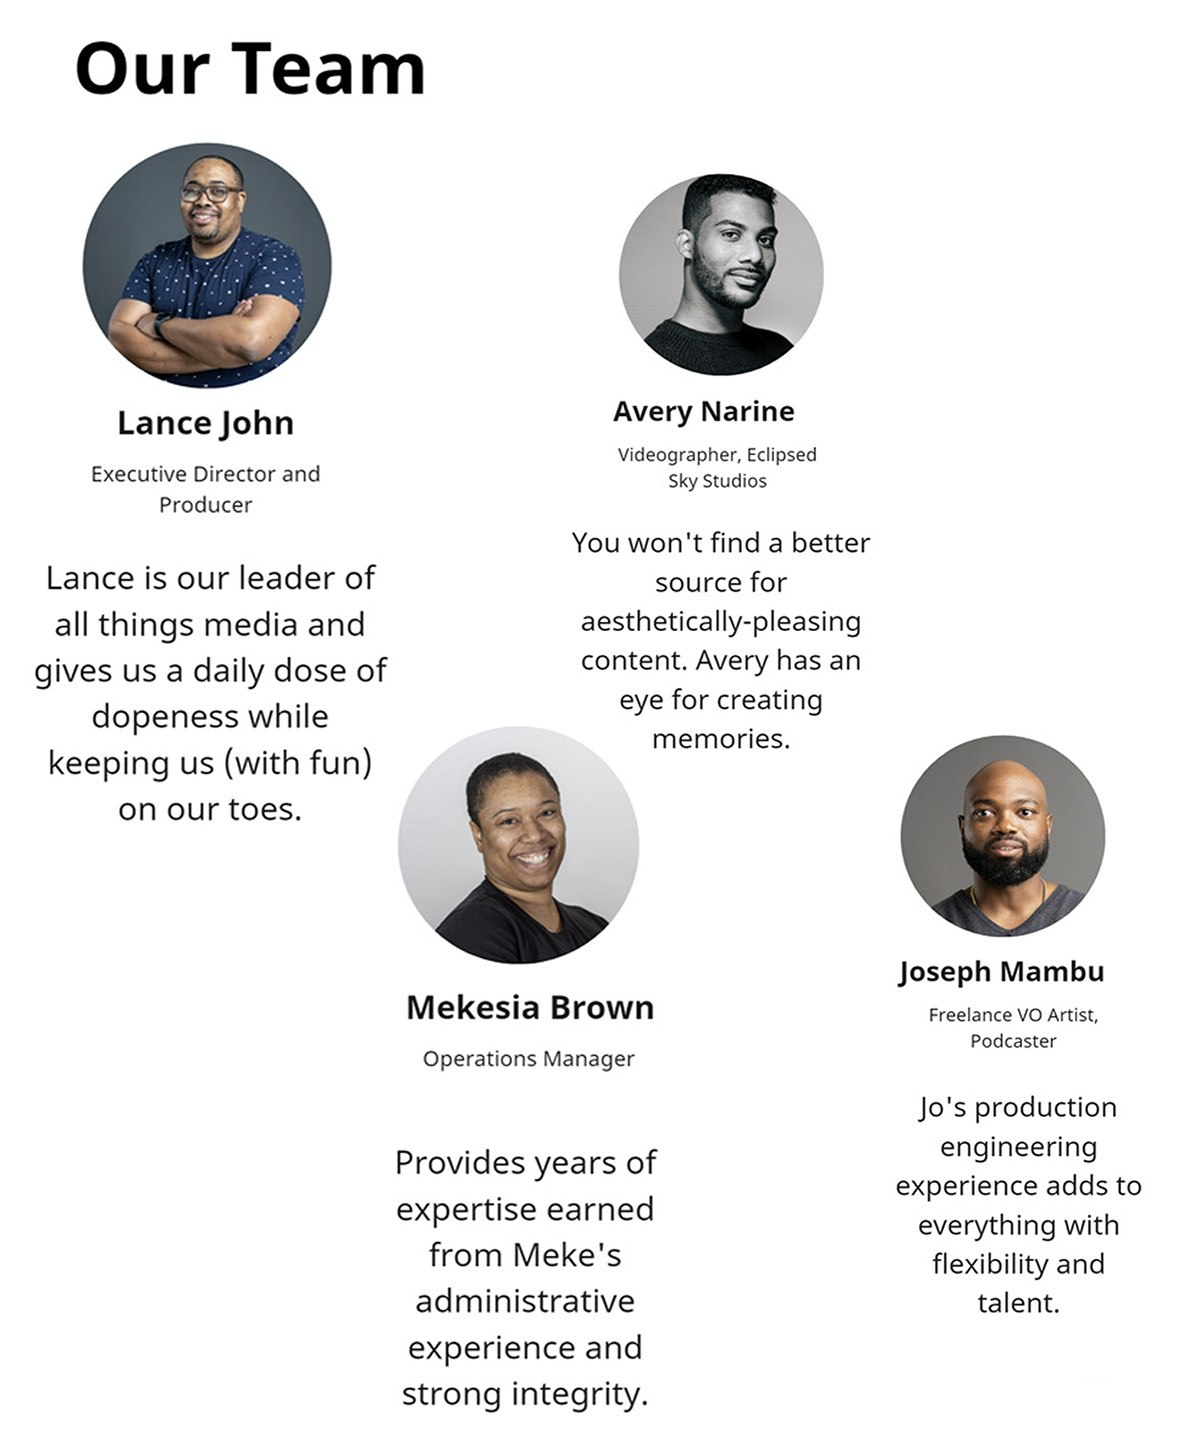 Our Team
Lance John
Executive Director and
Producer
Lance is our leader of
all things media and
gives us a daily dose of
dopeness while
keeping us (with fun)
on our toes.
Avery Narine
Videographer, Eclipsed
Sky Studios
You won't find a better
source for
aesthetically-pleasing
content. Avery has an
eye for creating
memories.
Mekesia Brown
Operations Manager
Provides years of
expertise earned
from Meke's
administrative
experience and
strong integrity.
Joseph Mambu
Freelance VO Artist,
Podcaster
Jo's production
engineering
experience adds to
everything with
flexibility and
talent.